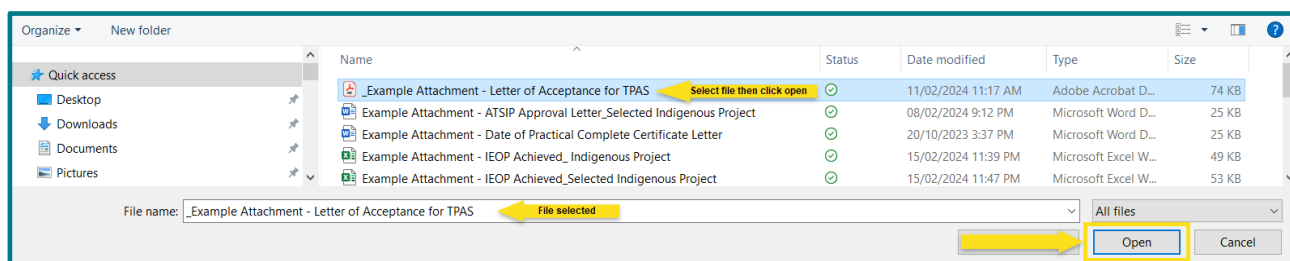 Organize New folder
Name Status Date modified Type Size
Quick access
_Example Attachment - Letter of Acceptance for TPAS Select file then click open 11/02/2024 11:17 AM Adobe Acrobat D... 74 KB
Desktop
Example Attachment - ATSIP Approval Letter_Selected Indigenous Project 08/02/2024 9:12 PM Microsoft Word D... 25 KB
Downloads
Example Attachment - Date of Practical Complete Certificate Letter 20/10/2023 3:37 PM Microsoft Word D... 25 KB
Documents
Example Attachment - IEOP Achieved_ Indigenous Project 15/02/2024 11:39 PM Microsoft Excel W... 49 KB
Pictures
Example Attachment - IEOP Achieved_Selected Indigenous Project 15/02/2024 11:47 PM Microsoft Excel W... 53 KB
File name: _Example Attachment - Letter of Acceptance for TPAS File selected All files
Open Cancel